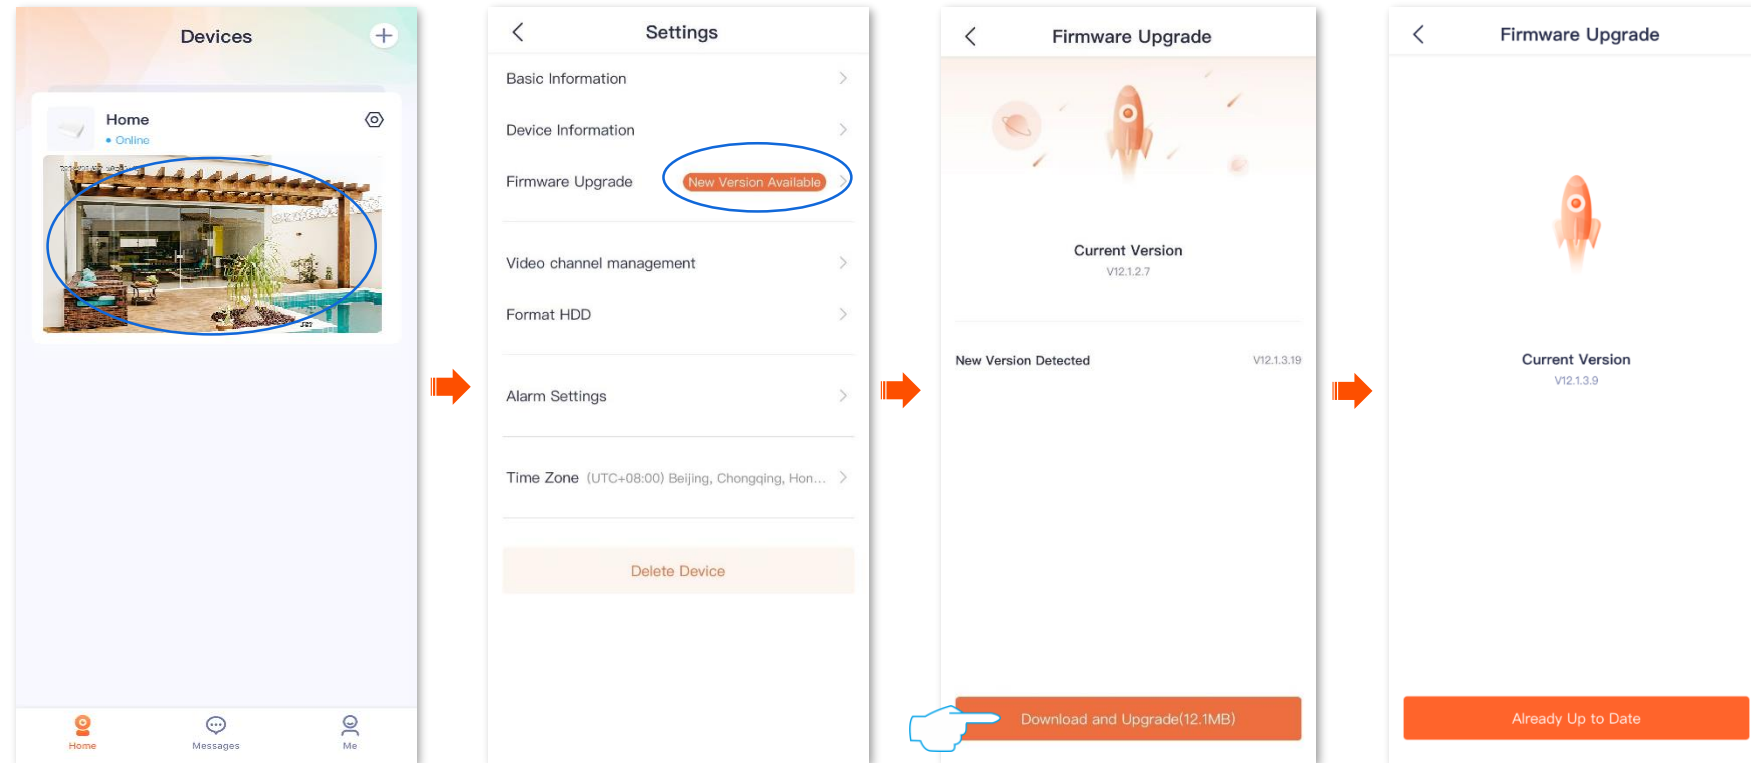 Devices
Home
Online
Home
Messages
Me
Settings
Basic Information
Device Information
Firmware Upgrade
New Version Available
Video channel management
Format HDD
Alarm Settings
Time Zone (UTC+08:00) Beijing, Chongqing, Hon...
Delete Device
Firmware Upgrade
Current Version
V12.1.2.7
New Version Detected V12.1.3.19
Download and Upgrade(12.1MB)
Firmware Upgrade
Current Version
V12.1.3.9
Already Up to Date